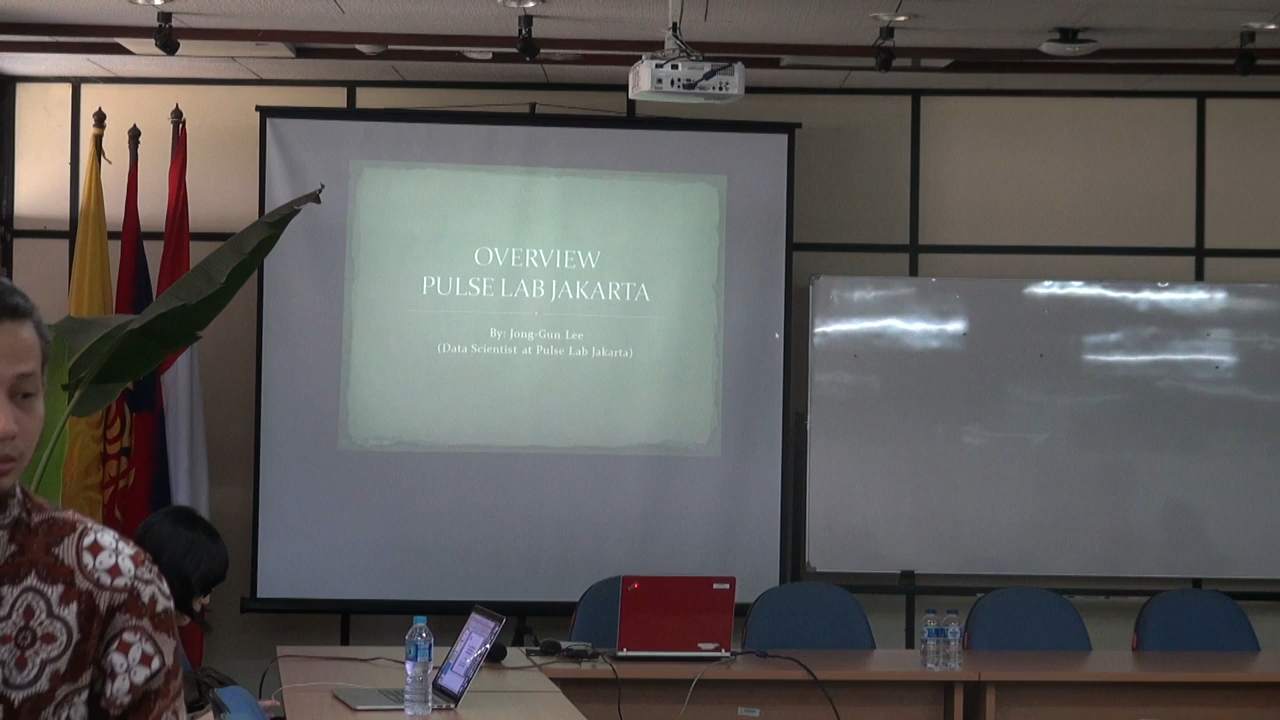 OVERVIEW
PULSE LAB JAKARTA
By: Jong-Gun Lee
(Data Scientist at Pulse Lab Jakarta)